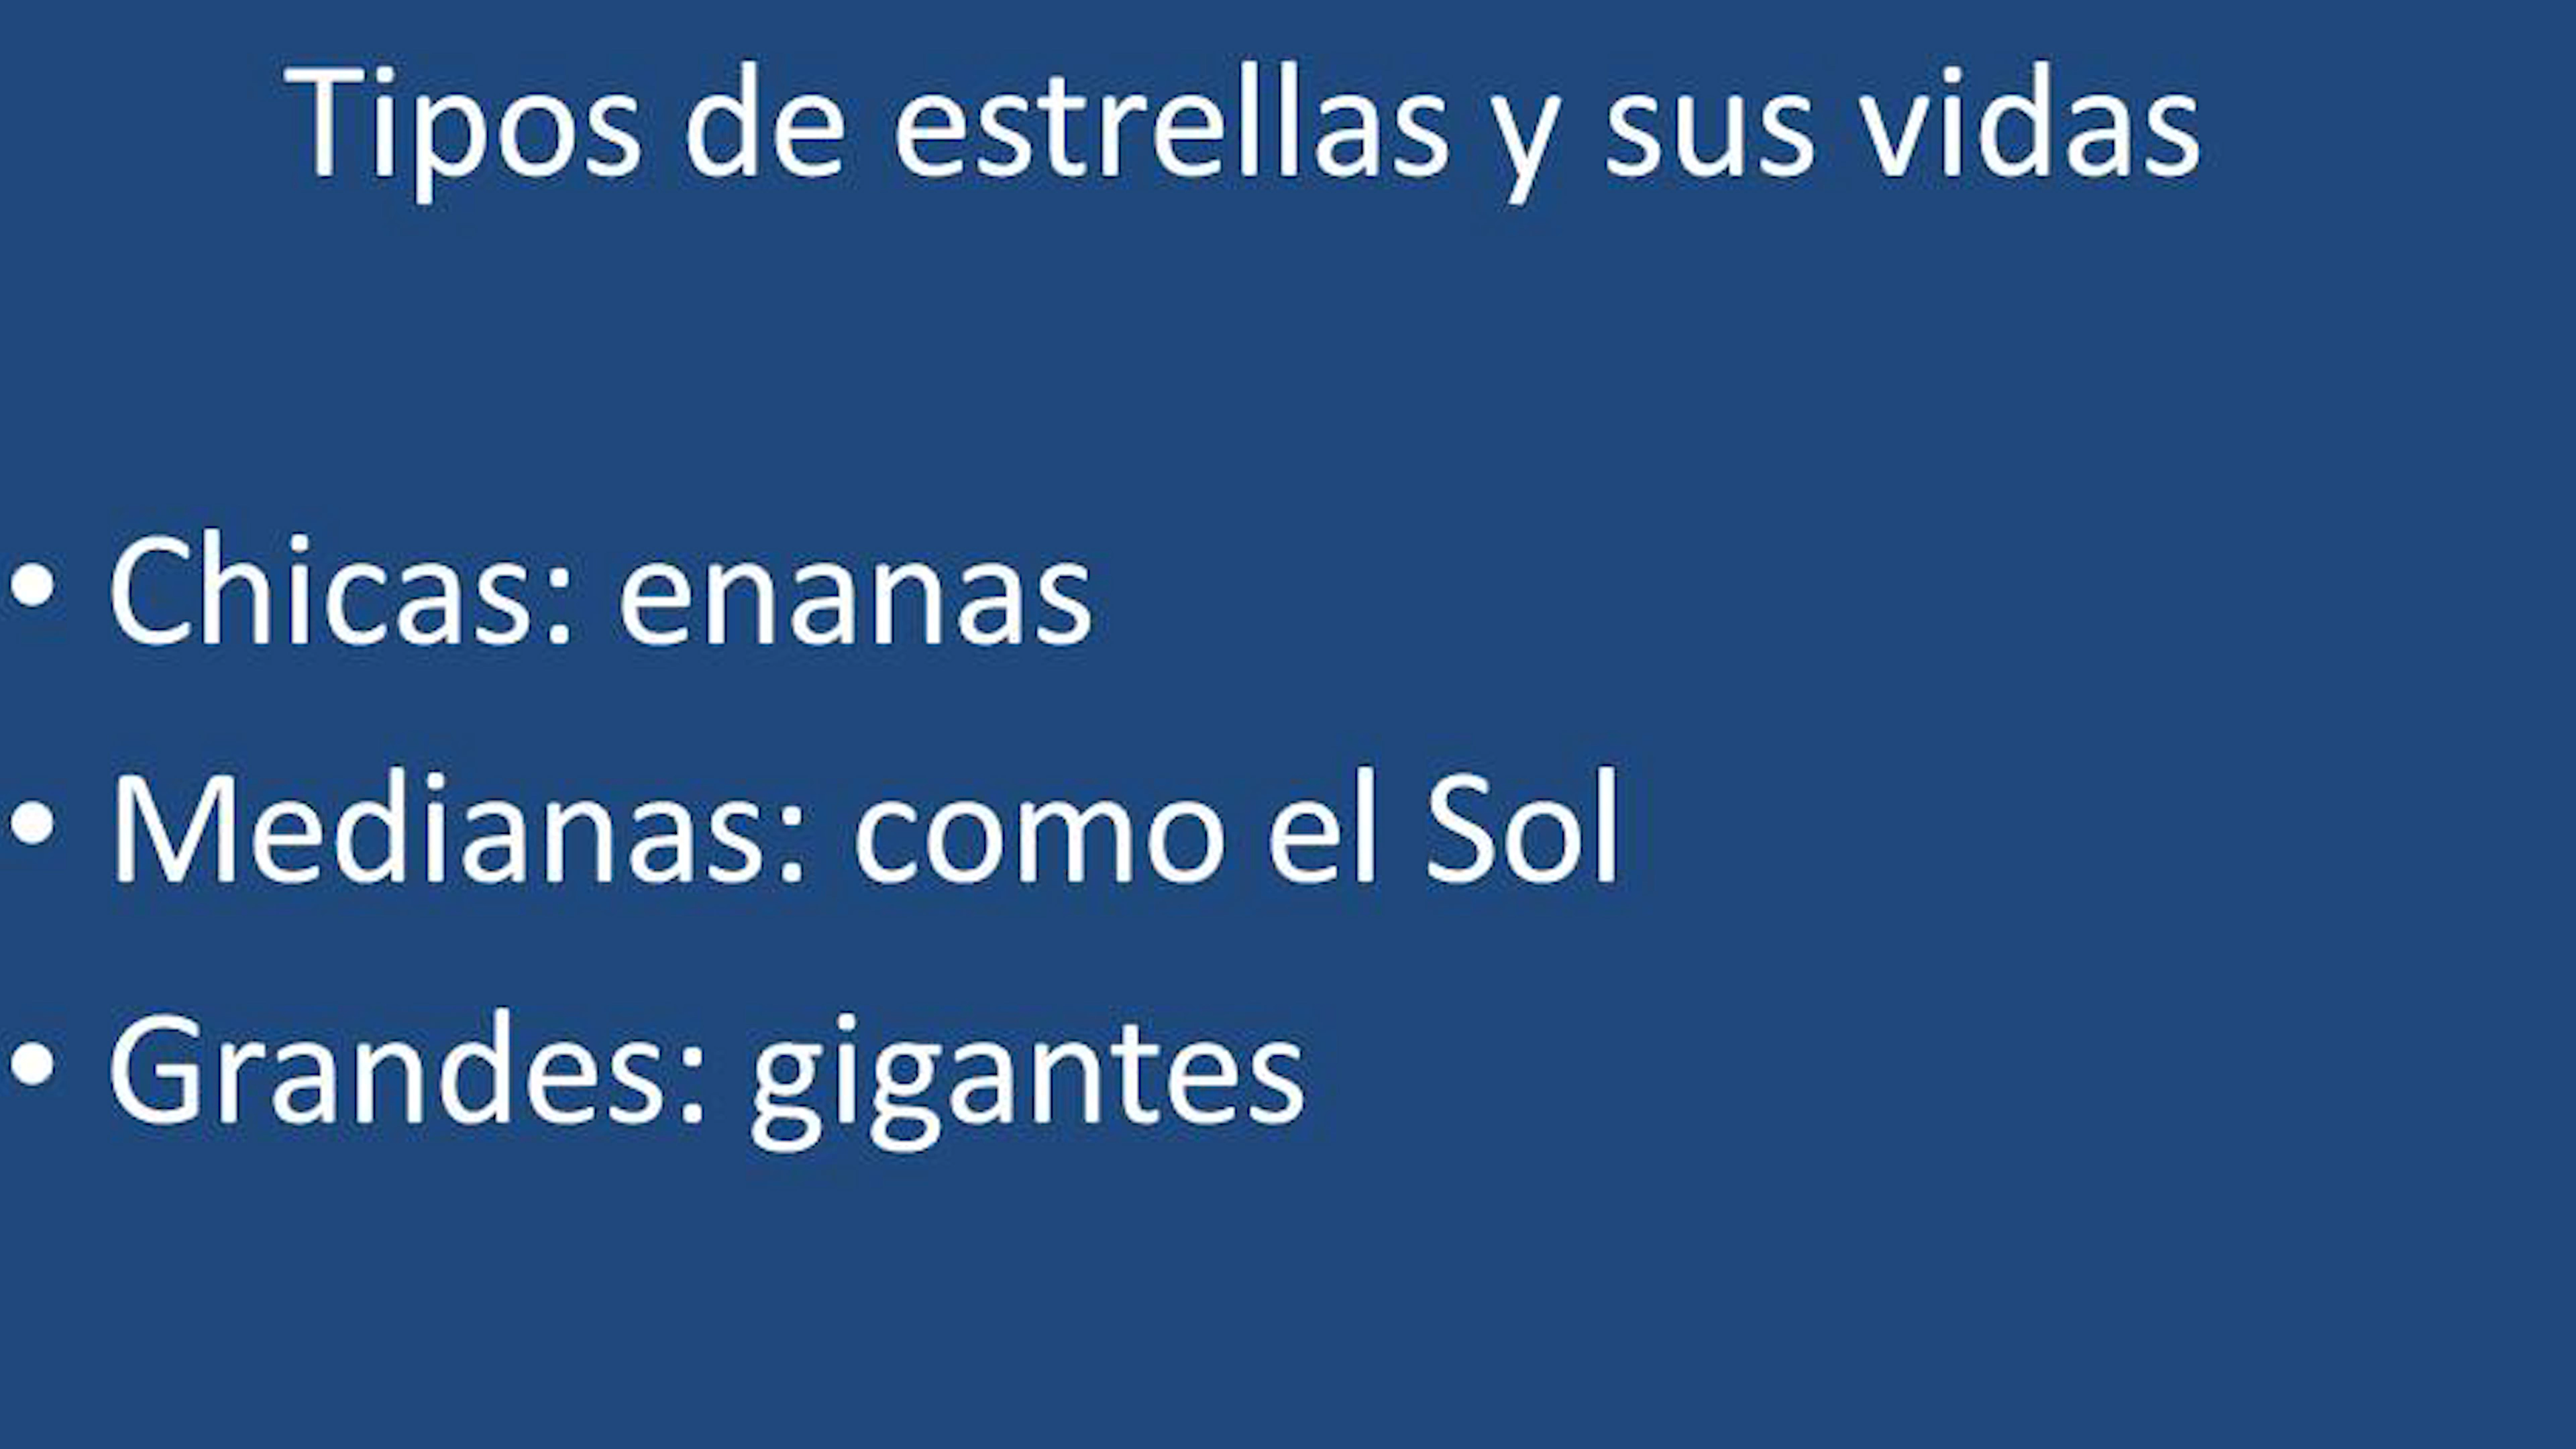 Tipos de estrellas y sus vidas
• Chicas: enanas
• Medianas: como el Sol
• Grandes: gigantes